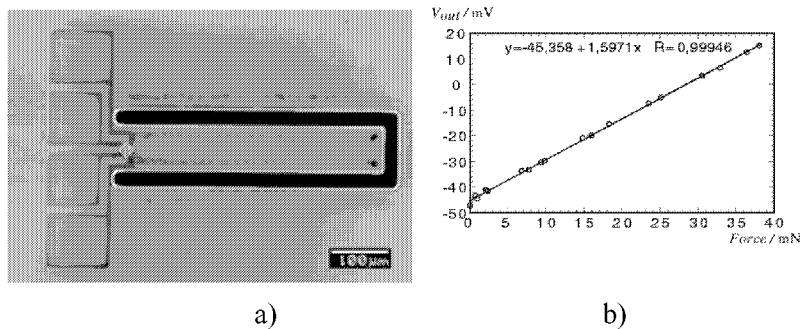 100µm
V_out / mV
y=-45,358 + 1,5971x R=0,99946
20
10
0
-10
-20
-30
-40
-50
0 5 10 15 20 25 30 35 40
Force / mN
a) b)